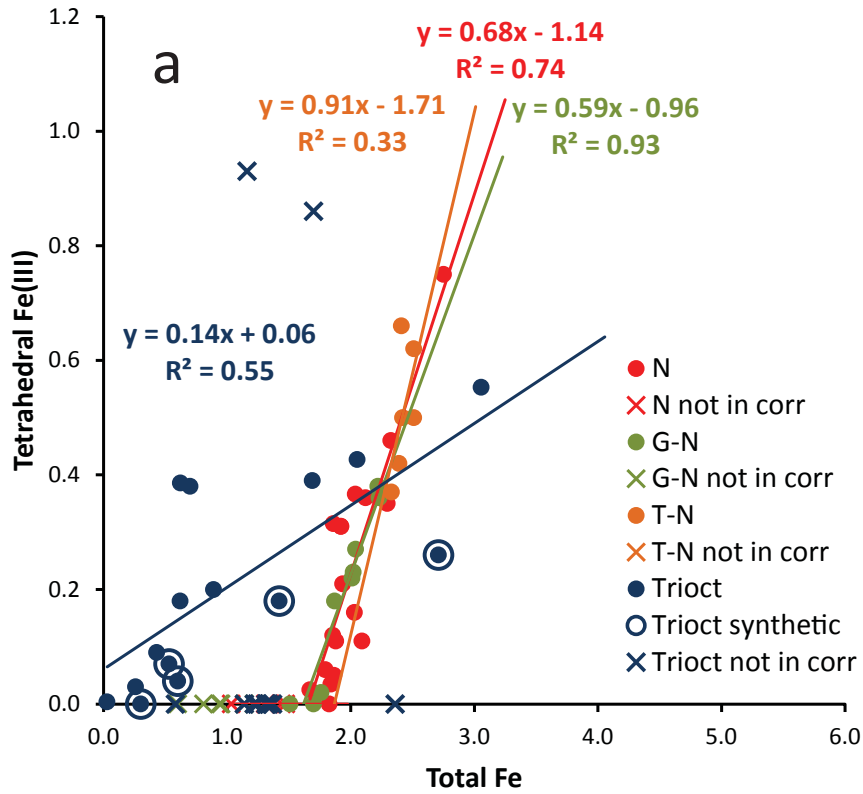 a
y = 0.68x - 1.14
R² = 0.74
y = 0.91x - 1.71
R² = 0.33
y = 0.59x - 0.96
R² = 0.93
y = 0.14x + 0.06
R² = 0.55
Tetrahedral Fe(III)
1.2
1.0
0.8
0.6
0.4
0.2
0.0
N
N not in corr
G-N
G-N not in corr
T-N
T-N not in corr
Trioct
Trioct synthetic
Trioct not in corr
0.0 1.0 2.0 3.0 4.0 5.0 6.0
Total Fe